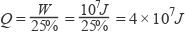 Q = W/25% = 10⁷J/25% = 4 × 10⁷J